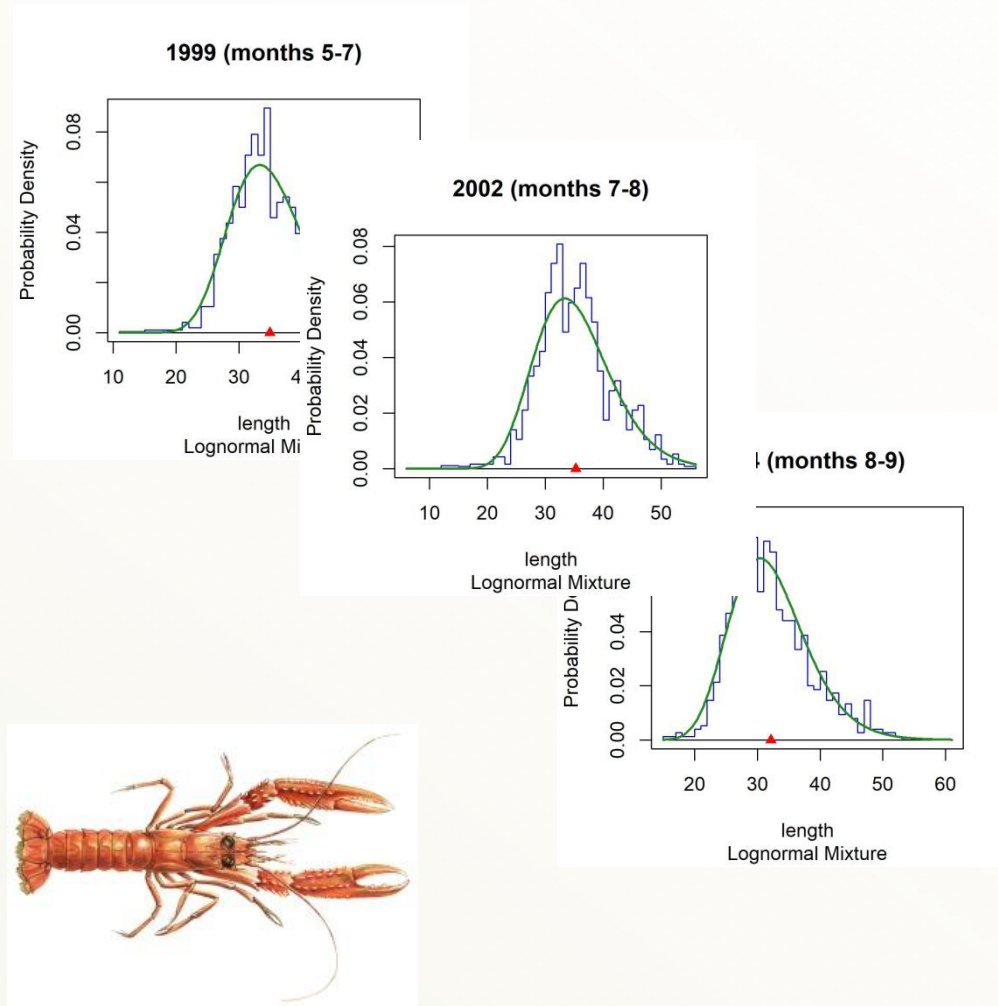 1999 (months 5-7)
Probability Density
0.00 0.04 0.08
10 20 30
length
Lognormal
2002 (months 7-8)
Probability Density
0.00 0.02 0.04 0.06 0.08
10 20 30 40 50
length
Lognormal Mixture
4 (months 8-9)
Probability
0.00 0.02 0.04
20 30 40 50 60
length
Lognormal Mixture